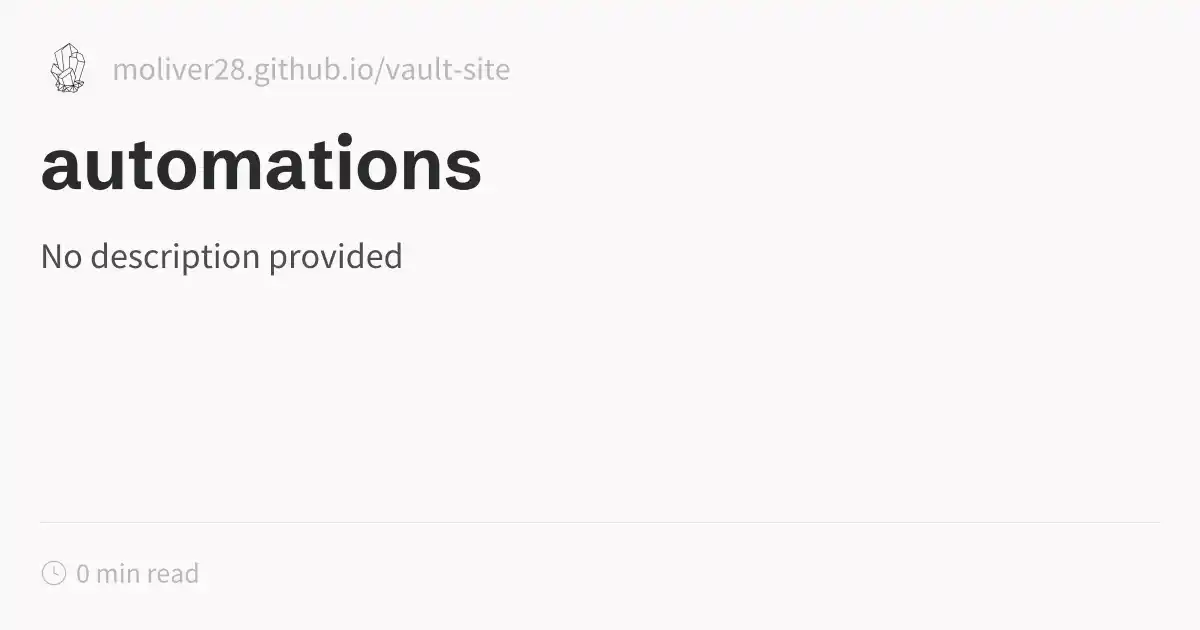 moliver28.github.io/vault-site
automations
No description provided
0 min read